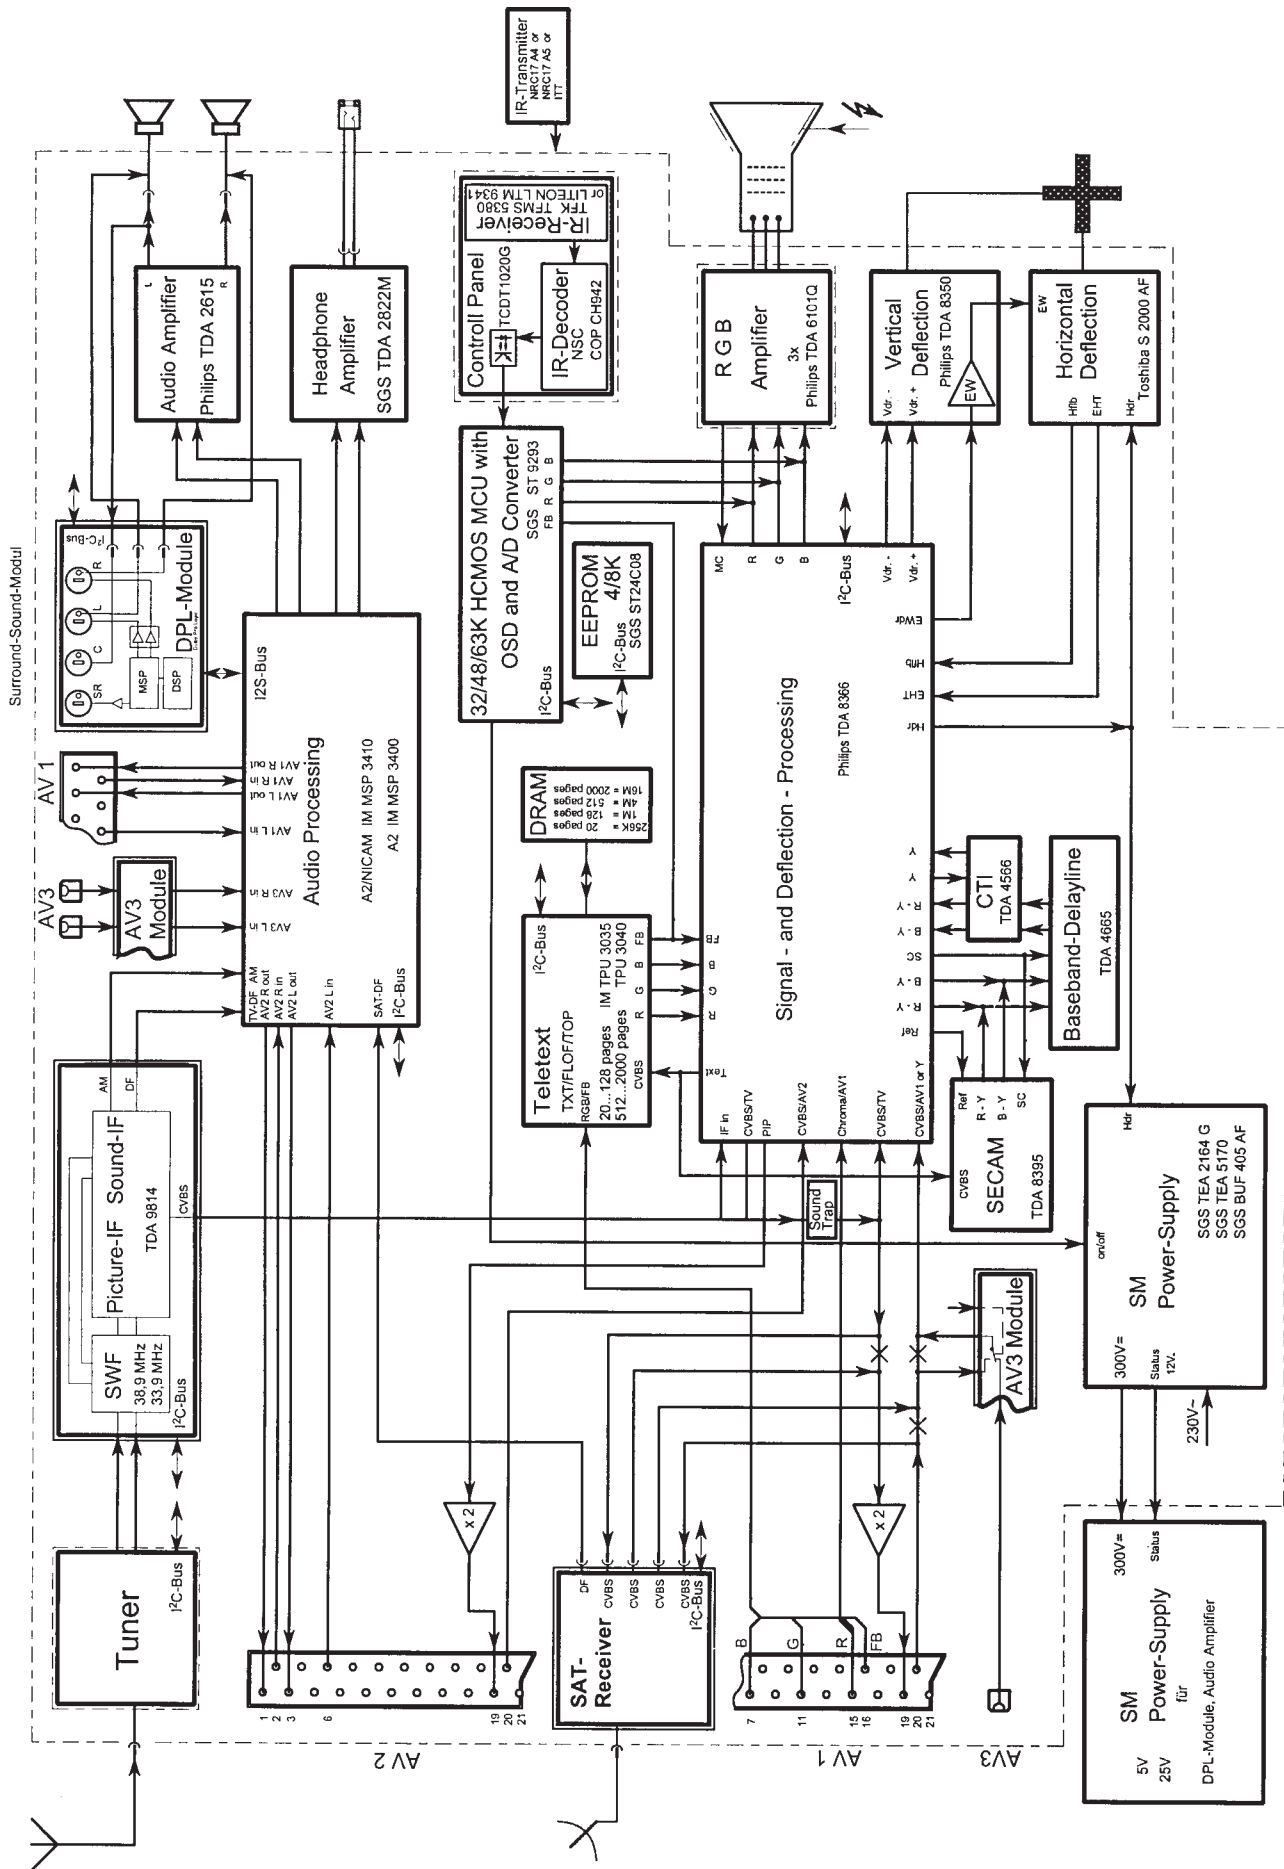 Surround-Sound-Modul
Tuner
I²C-Bus
SWF
38,9 MHz
33,9 MHz
I²C-Bus
Picture-IF Sound-IF
TDA 9814
CVBS
AM
DF
AV3
AV3
Module
AV 1
SR
C
L
R
I²C-Bus
MSP
DSP
DPL-Module
Audio Amplifier
Philips TDA 2615
L
R
Headphone
Amplifier
SGS TDA 2822M
TV-DF AM
AV2 R out
AV2 R in
AV2 L out
AV2 L in
SAT-DF
I²C-Bus
AV3 L in
AV3 R in
AV1 L in
AV1 L out
AV1 R in
AV1 R out
I2S-Bus
Audio Processing
A2/NICAM IM MSP 3410
A2 IM MSP 3400
AV 2
1
2
3
6
19
20
21
x 2
IR-Transmitter
NRC17 A4 or
NRC17 A5 or
ITT
Controll Panel
TCDT1020G
IR-Decoder
NSC
COP CH942
IR-Receiver
TFK TFMS 5380
or LITEON LTM 9341
32/48/63K HCMOS MCU with
OSD and A/D Converter
SGS ST 9293
I²C-Bus
FB
R
G
B
EEPROM
4/8K
I²C-Bus
SGS ST24C08
DRAM
256K = 20 pages
1M = 128 pages
4M = 512 pages
16M = 2000 pages
Teletext
TXT/FLOF/TOP
RGB/FB
20...128 pages IM TPU 3035
512...2000 pages TPU 3040
I²C-Bus
CVBS
R
G
B
FB
SAT-
Receiver
DF
CVBS
CVBS
CVBS
CVBS
I²C-Bus
R G B
Amplifier
3x
Philips TDA 6101Q
Signal - and Deflection - Processing
Philips TDA 8366
Text
R
G
B
FB
MC
R
G
B
I²C-Bus
Vdr. -
Vdr. +
IF in
CVBS/TV
PIP
CVBS/AV2
Chroma/AV1
CVBS/TV
CVBS/AV1 or Y
Ref
R - Y
B - Y
SC
B - Y
R - Y
Y
Y
Hdr
EHT
Hflb
EWdr
Sound
Trap
Vertical
Deflection
Philips TDA 8350
Vdr. -
Vdr. +
EW
Horizontal
Deflection
Toshiba S 2000 AF
EW
Hflb
EHT
Hdr
SECAM
TDA 8395
CVBS
Ref
R - Y
B - Y
SC
CTI
TDA 4566
Baseband-Delayline
TDA 4665
AV 1
B
G
R
FB
7
11
15
16
19
20
21
x 2
AV3
AV3 Module
SM
Power-Supply
on/off
Hdr
300V=
Status
12V-
230V~
SGS TEA 2164 G
SGS TEA 5170
SGS BUF 405 AF
SM
Power-Supply
für
DPL-Module, Audio Amplifier
5V
25V
300V=
Status